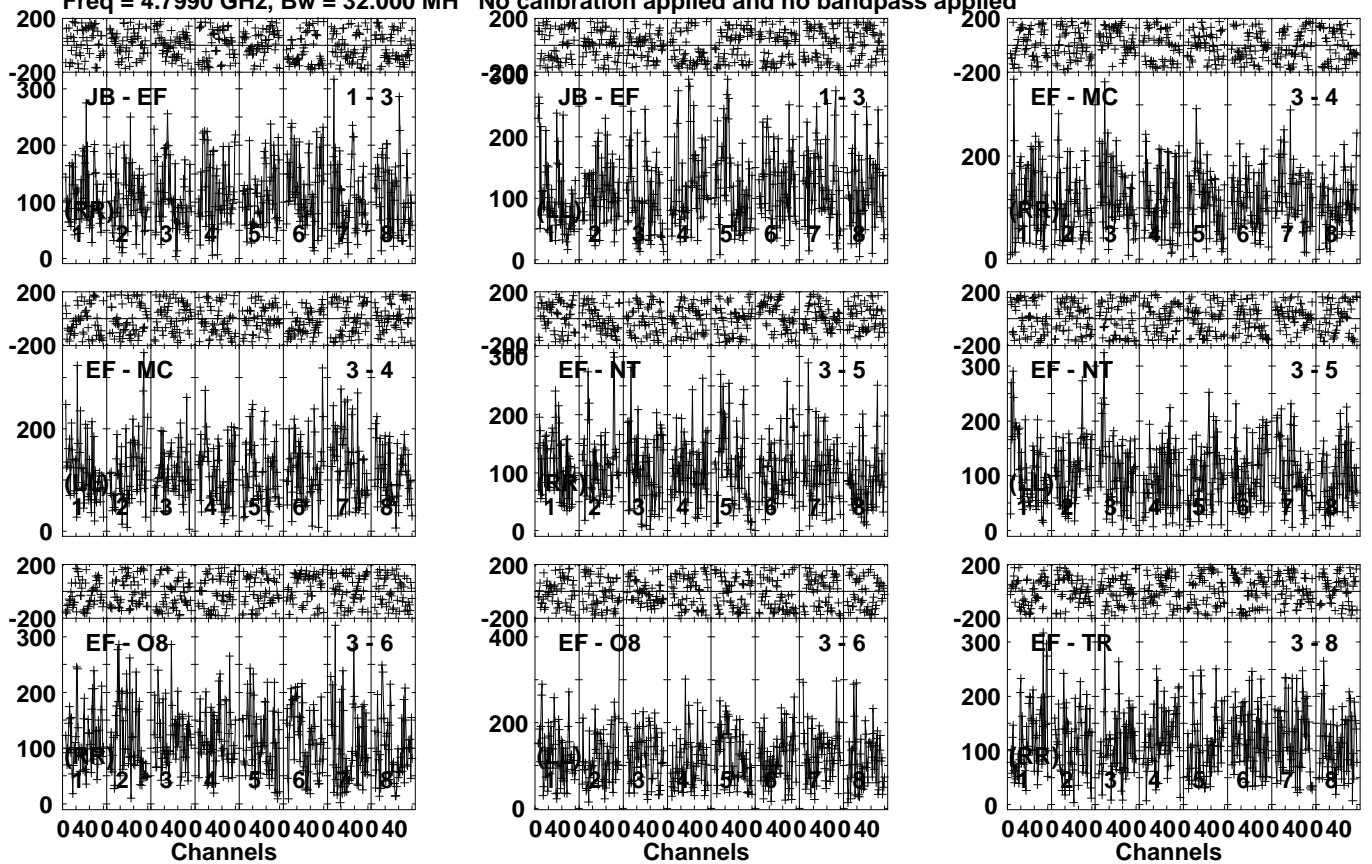 Freq = 4.7990 GHz, Bw = 32.000 MH No calibration applied and no bandpass applied
200 200 200
-200 -200 -200
300 300
JB - EF 1 - 3 JB - EF 1 - 3 EF - MC 3 - 4
200 200 200
100 100
(RR) (LL) (RR)
1 2 3 4 5 6 7 8 1 2 3 4 5 6 7 8 1 2 3 4 5 6 7 8
0 0 0
200 200 200
-200 -200 -200
300 300
EF - MC 3 - 4 EF - NT 3 - 5 EF - NT 3 - 5
200 200 200
100 100
(LL) (RR) (LL)
1 2 3 4 5 6 7 8 1 2 3 4 5 6 7 8 1 2 3 4 5 6 7 8
0 0 0
200 200 200
-200 -200 -200
300 400 300
EF - O8 3 - 6 EF - O8 3 - 6 EF - TR 3 - 8
200 200 200
100 100
(RR) (LL) (RR)
1 2 3 4 5 6 7 8 1 2 3 4 5 6 7 8 1 2 3 4 5 6 7 8
0 0 0
0 40 0 40 0 40 0 40 0 40 0 40 0 40 0 40 0 40 0 40 0 40 0 40 0 40 0 40 0 40 0 40 0 40 0 40 0 40 0 40 0 40 0 40 0 40 0 40
Channels Channels Channels